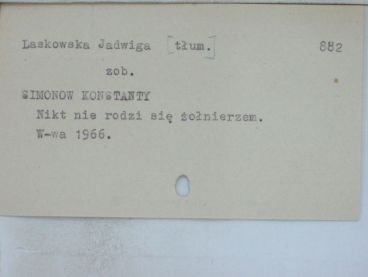 Laskowska Jadwiga [tłum.] 882
zob.
SIMONOW KONSTANTY
Nikt nie rodzi się żołnierzem.
W-wa 1966.